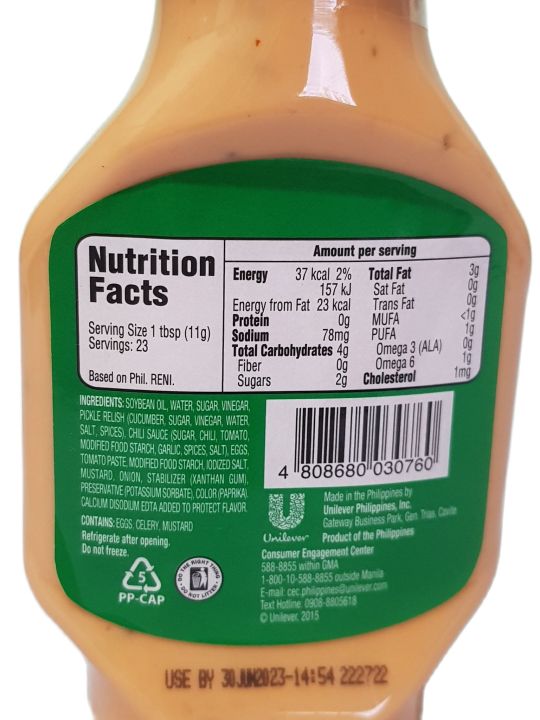 Nutrition
Facts
Serving Size 1 tbsp (11g)
Servings: 23
Based on Phil. RENI.
Amount per serving
Energy 37 kcal 2%
157 kJ
Energy from Fat 23 kcal
Protein 0g
Sodium 78mg
Total Carbohydrates 4g
Fiber 0g
Sugars 2g
Total Fat 3g
Sat Fat 0g
Trans Fat 0g
MUFA <1g
PUFA 1g
Omega 3 (ALA) 0g
Omega 6 1g
Cholesterol 1mg
INGREDIENTS: SOYBEAN OIL, WATER, SUGAR, VINEGAR,
PICKLE RELISH (CUCUMBER, SUGAR, VINEGAR, WATER,
SALT, SPICES), CHILI SAUCE (SUGAR, CHILI, TOMATO,
MODIFIED FOOD STARCH, GARLIC, SPICES, SALT), EGGS,
TOMATO PASTE, MODIFIED FOOD STARCH, IODIZED SALT,
MUSTARD, ONION, STABILIZER (XANTHAN GUM),
PRESERVATIVE (POTASSIUM SORBATE), COLOR (PAPRIKA).
CALCIUM DISODIUM EDTA ADDED TO PROTECT FLAVOR.
CONTAINS: EGGS, CELERY, MUSTARD
Refrigerate after opening.
Do not freeze.
5
PP-CAP
DO THE RIGHT THING
DO NOT LITTER
4 808680 030760
Unilever
Made in the Philippines by
Unilever Philippines, Inc.
Gateway Business Park, Gen. Trias, Cavite
Product of the Philippines
Consumer Engagement Center
588-8855 within GMA
1-800-10-588-8855 outside Manila
E-mail: cec.philippines@unilever.com
Text Hotline: 0908-8805618
© Unilever, 2015
USE BY 30JUN2023-14:54 222722